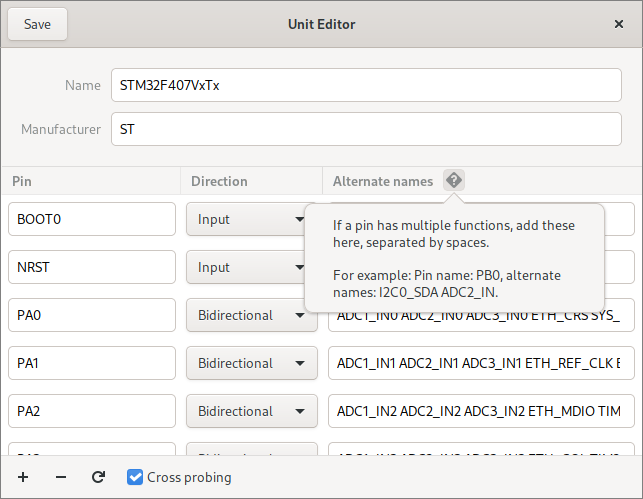 Save
Unit Editor
Name
STM32F407VxTx
Manufacturer
ST
Pin
Direction
Alternate names
BOOT0
Input
If a pin has multiple functions, add these
here, separated by spaces.
For example: Pin name: PB0, alternate
names: I2C0_SDA ADC2_IN.
NRST
Input
PA0
Bidirectional
ADC1_IN0 ADC2_IN0 ADC3_IN0 ETH_CRS SYS_
PA1
Bidirectional
ADC1_IN1 ADC2_IN1 ADC3_IN1 ETH_REF_CLK
PA2
Bidirectional
ADC1_IN2 ADC2_IN2 ADC3_IN2 ETH_MDIO TIM
Cross probing